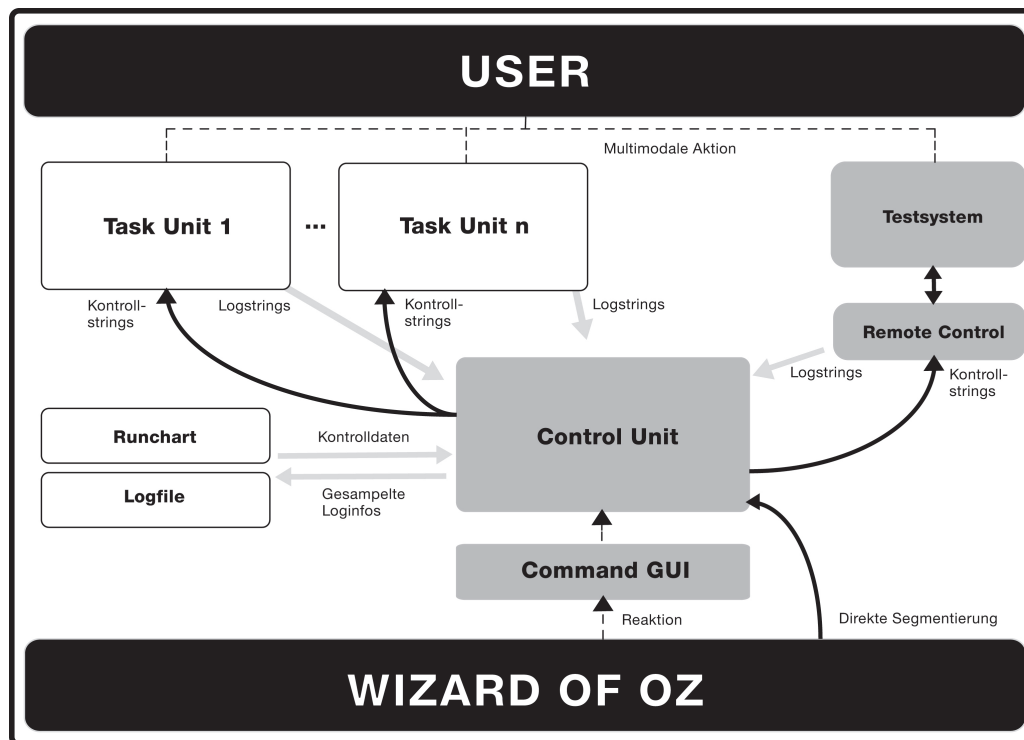 USER
Multimodale Aktion
Task Unit 1
...
Task Unit n
Testsystem
Kontroll-
strings
Logstrings
Kontroll-
strings
Logstrings
Remote Control
Logstrings
Kontroll-
strings
Runchart
Kontrolldaten
Control Unit
Logfile
Gesampelte
Loginfos
Command GUI
Reaktion
Direkte Segmentierung
WIZARD OF OZ